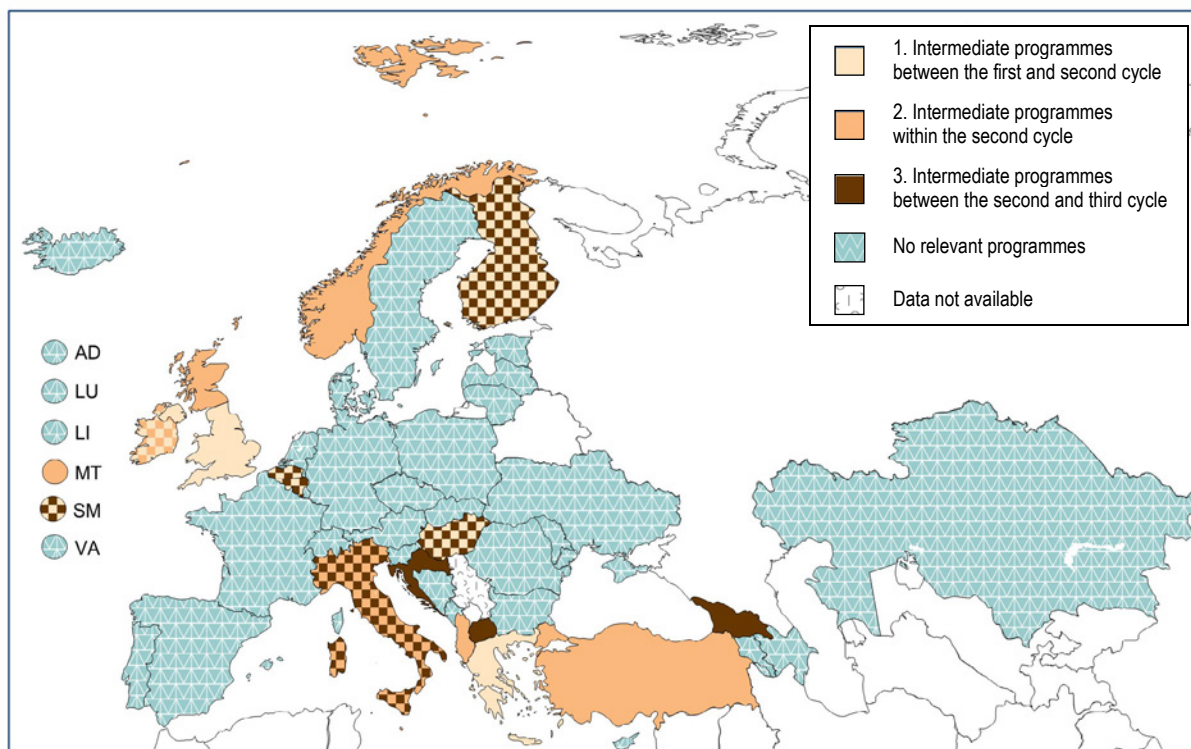 1. Intermediate programmes
between the first and second cycle
2. Intermediate programmes
within the second cycle
3. Intermediate programmes
between the second and third cycle
No relevant programmes
Data not available
AD
LU
LI
MT
SM
VA